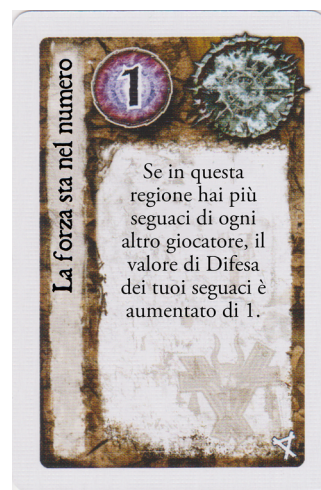 La forza sta nel numero
1
Se in questa
regione hai più
seguaci di ogni
altro giocatore, il
valore di Difesa
dei tuoi seguaci è
aumentato di 1.